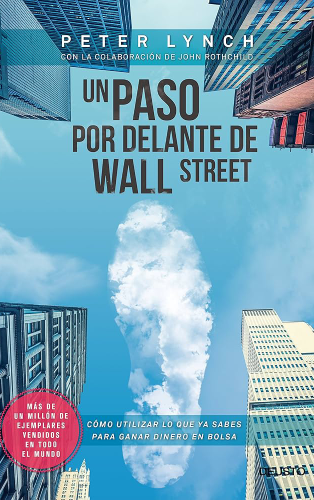 PETER LYNCH
CON LA COLABORACIÓN DE JOHN ROTHCHILD
UN PASO
POR DELANTE DE
WALL STREET
MÁS DE
UN MILLÓN DE
EJEMPLARES
VENDIDOS
EN TODO
EL MUNDO
CÓMO UTILIZAR LO QUE YA SABES
PARA GANAR DINERO EN BOLSA
DEUSTO